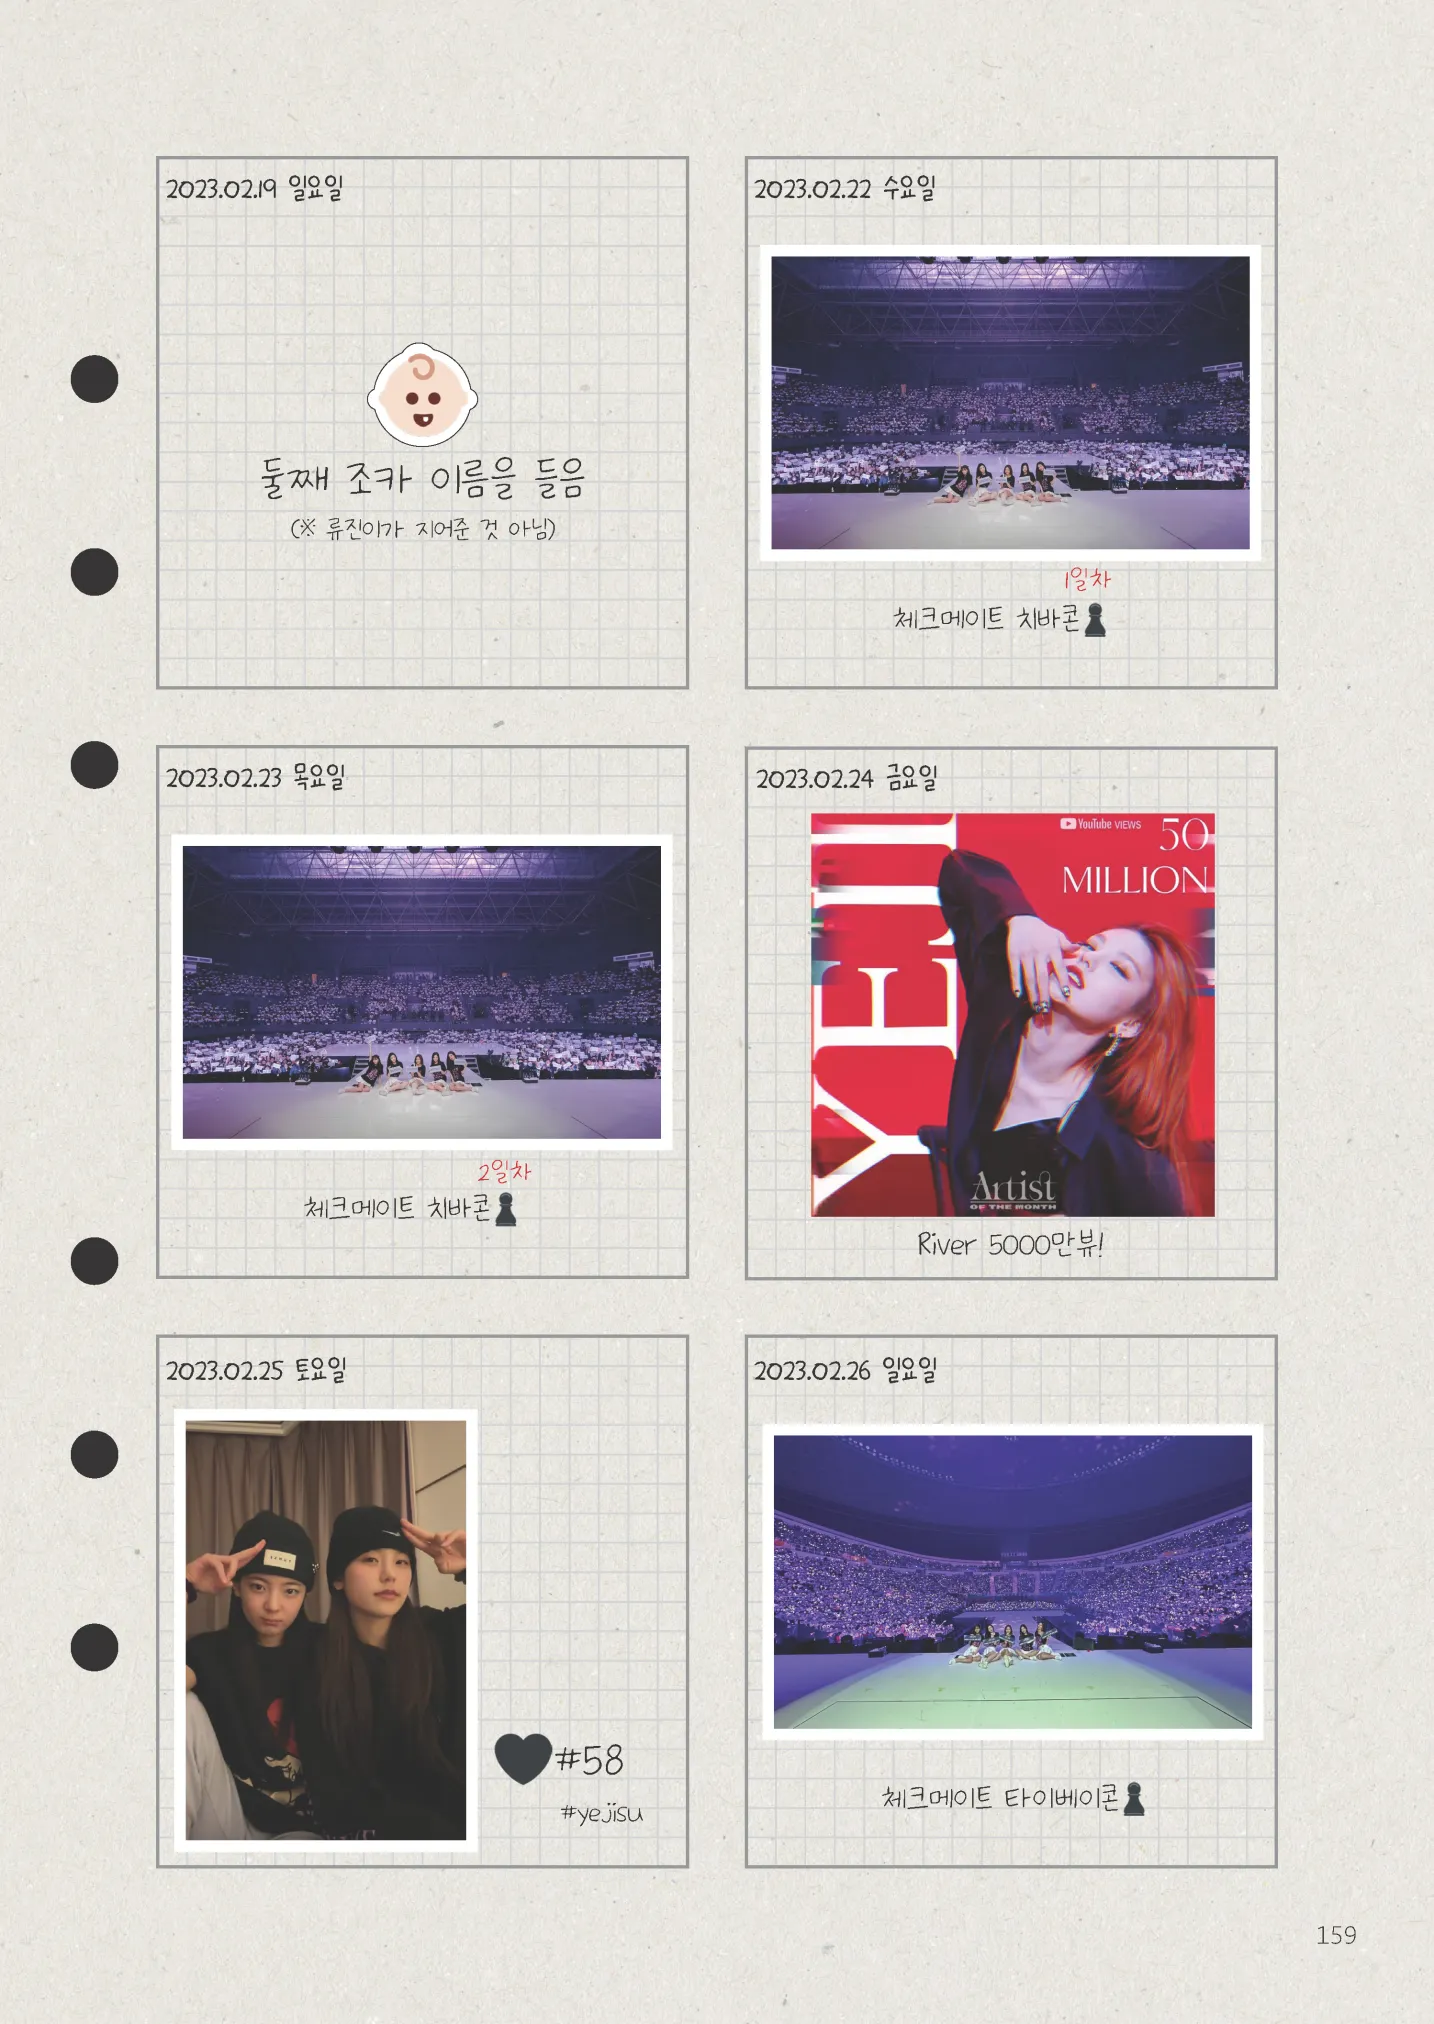 2023.02.19 일요일
둘째 조카 이름을 들음
(※ 류진이가 지어준 것 아님)
2023.02.22 수요일
1일차
체크메이트 치바콘
2023.02.23 목요일
2일차
체크메이트 치바콘
2023.02.24 금요일
YouTube VIEWS 50
MILLION
YEJI
Artist
OF THE MONTH
River 5000만뷰!
2023.02.25 토요일
#58
#yejisu
2023.02.26 일요일
체크메이트 타이베이콘
159